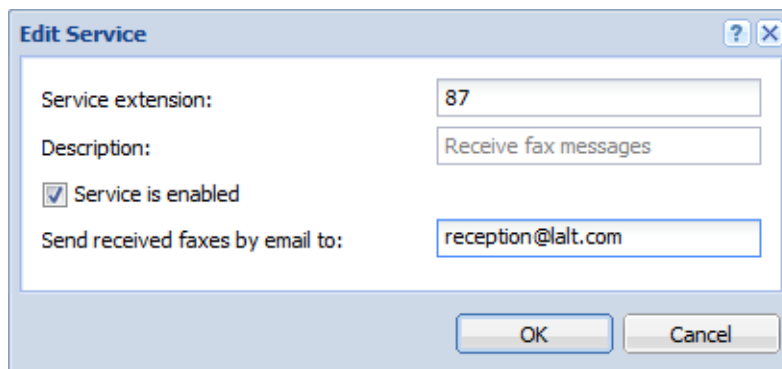 Edit Service
Service extension: 87
Description: Receive fax messages
Service is enabled
Send received faxes by email to: reception@lalt.com
OK Cancel